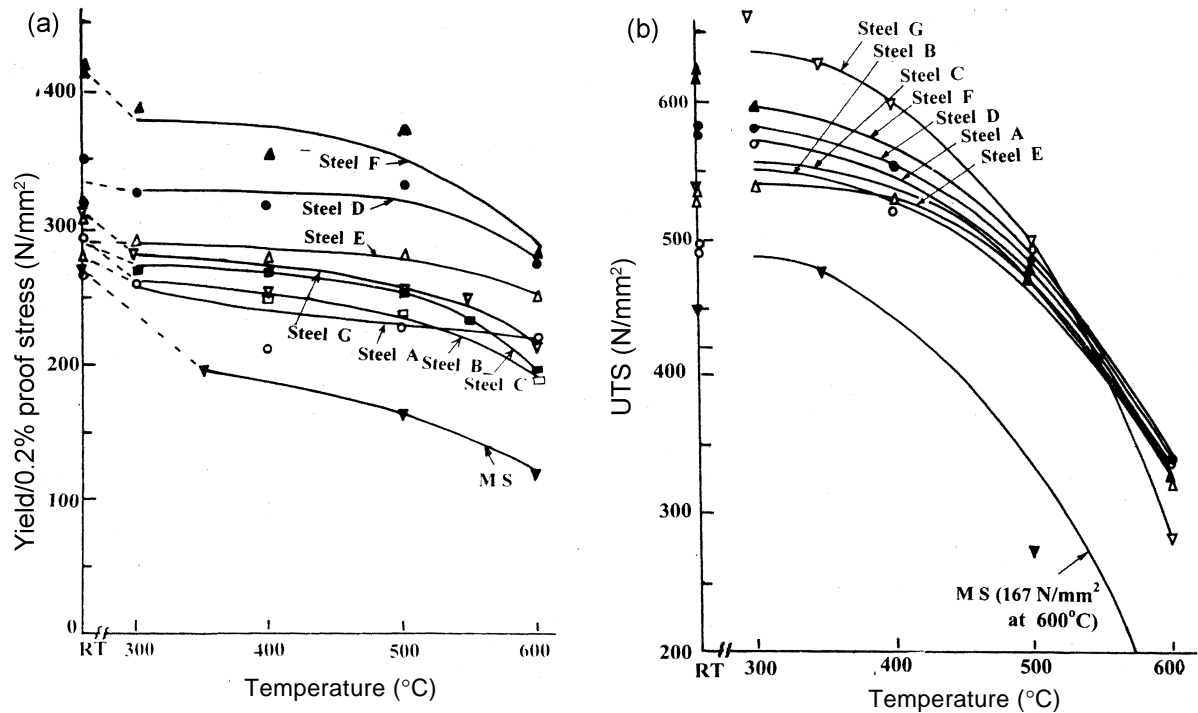 (a)
Yield/0.2% proof stress (N/mm²)
400
300
200
100
0
RT
300
400
500
600
Temperature (°C)
Steel F
Steel D
Steel E
Steel G
Steel A
Steel B
Steel C
M S
(b)
UTS (N/mm²)
600
500
400
300
200
RT
300
400
500
600
Temperature (°C)
Steel G
Steel B
Steel C
Steel F
Steel D
Steel A
Steel E
M S (167 N/mm²
at 600°C)